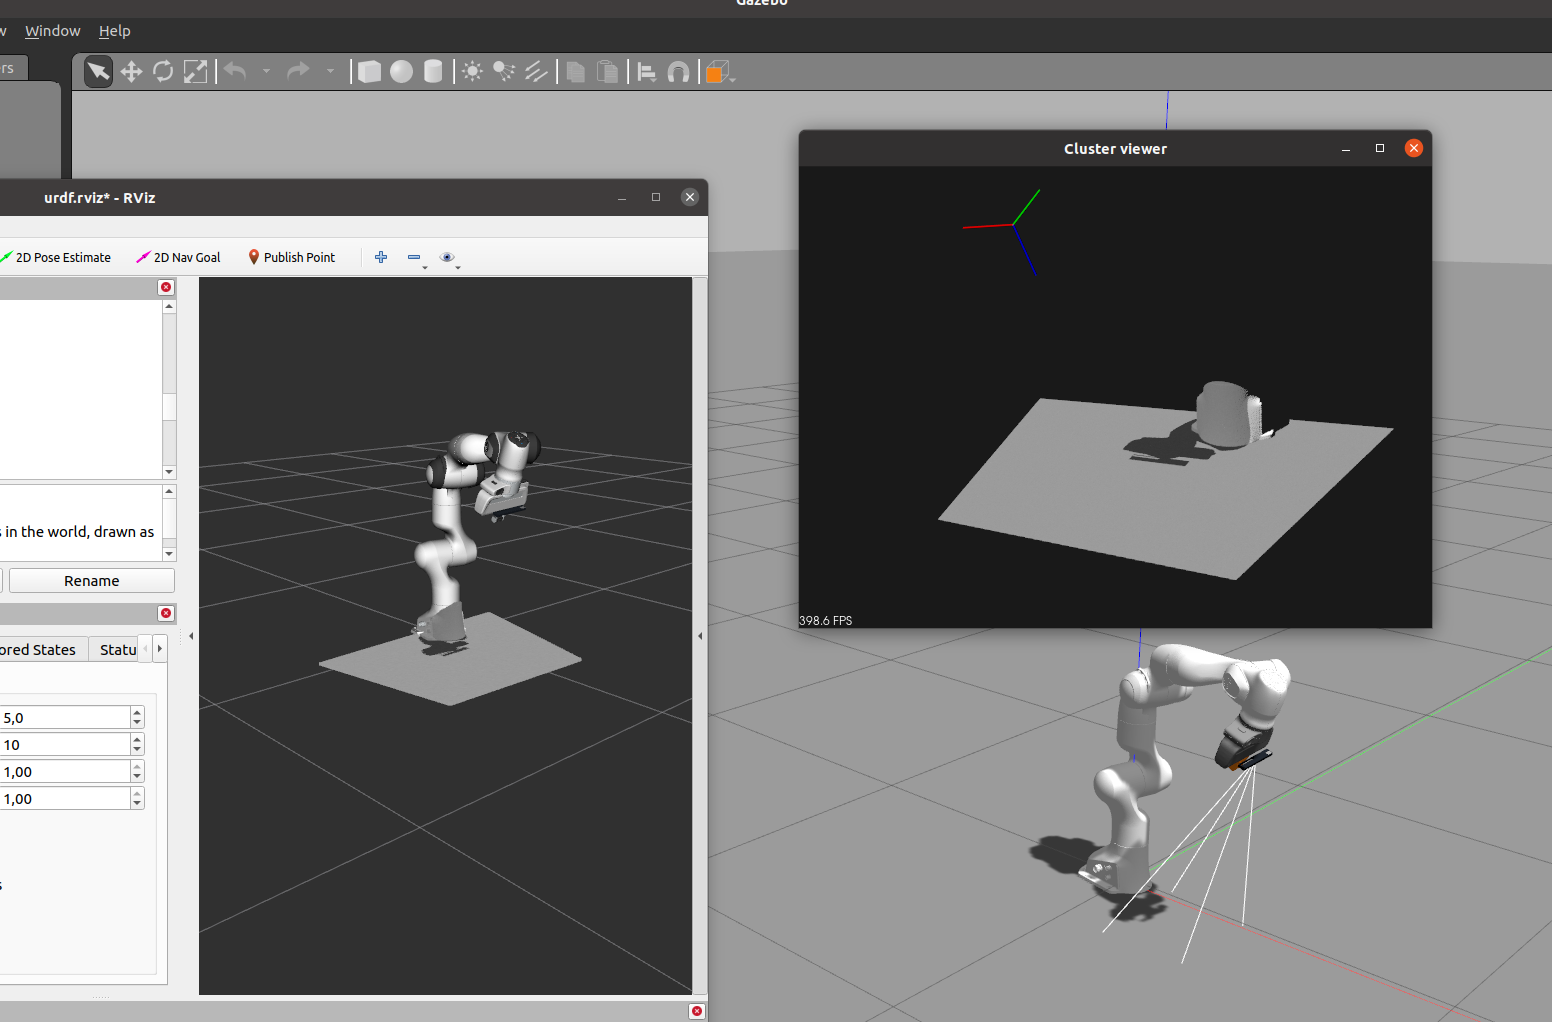 Gazebo
w Window Help
rs
Cluster viewer
urdf.rviz* - RViz
2D Pose Estimate 2D Nav Goal Publish Point
s in the world, drawn as
Rename
ored States Statu
5,0
10
1,00
1,00
s
398.6 FPS